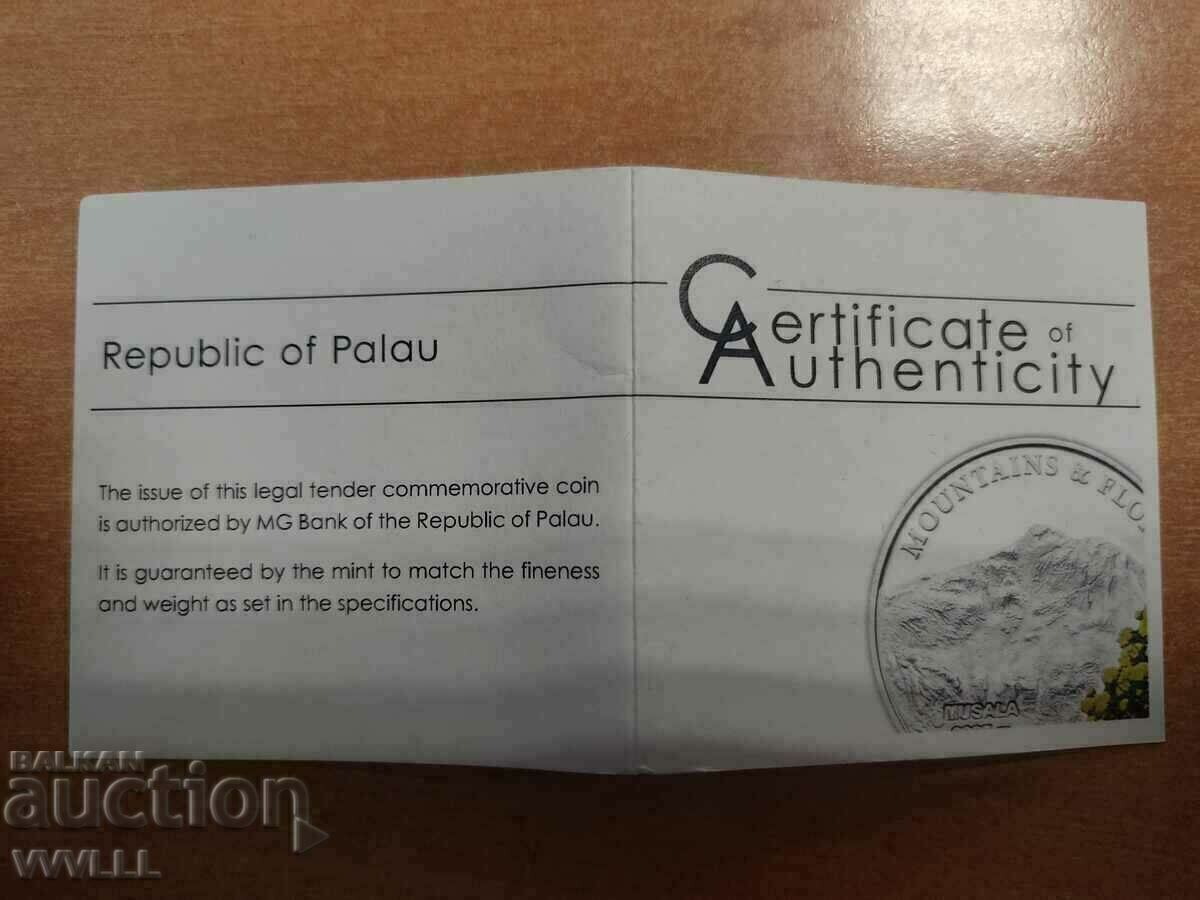 Republic of Palau
The issue of this legal tender commemorative coin
is authorized by MG Bank of the Republic of Palau.
It is guaranteed by the mint to match the fineness
and weight as set in the specifications.
Certificate of
Authenticity
MOUNTAINS & FLO
MUSALA
BALKAN
auction
VVVLLL